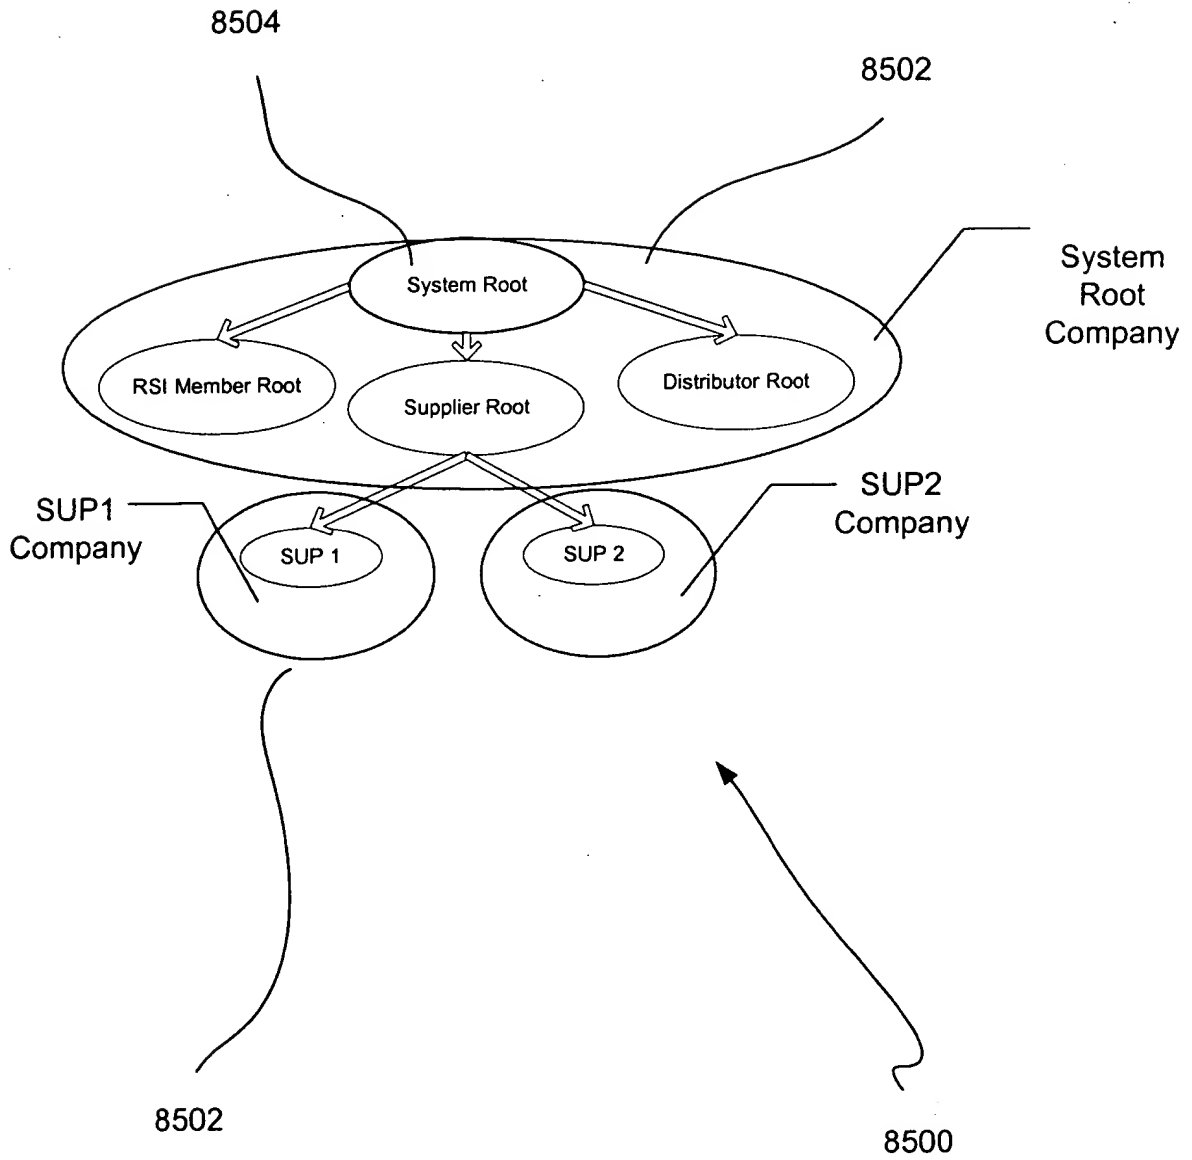 8504
8502
System Root
System
Root
Company
RSI Member Root
Supplier Root
Distributor Root
SUP1
Company
SUP2
Company
SUP 1
SUP 2
8502
8500